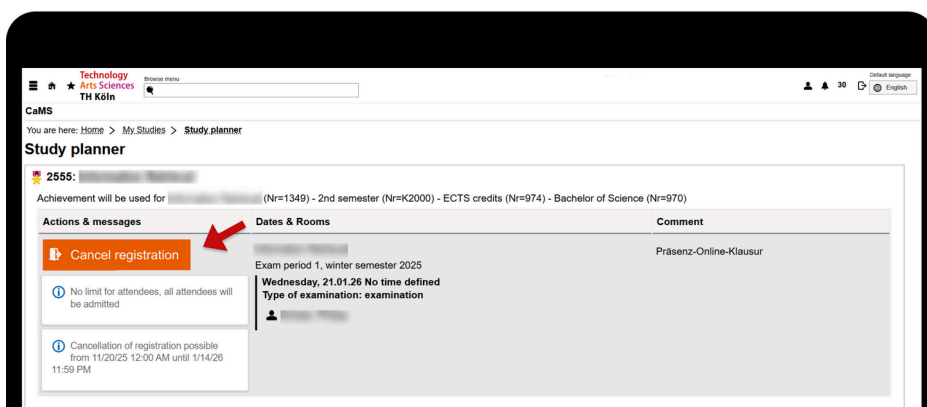 Technology
Arts Sciences
TH Köln
Browse menu
30
Default language
English
CaMS
You are here: Home > My Studies > Study planner
Study planner
2555:
Achievement will be used for (Nr=1349) - 2nd semester (Nr=K2000) - ECTS credits (Nr=974) - Bachelor of Science (Nr=970)
Actions & messages
Dates & Rooms
Comment
Cancel registration
Exam period 1, winter semester 2025
Wednesday, 21.01.26 No time defined
Type of examination: examination
Präsenz-Online-Klausur
No limit for attendees, all attendees will
be admitted
Cancellation of registration possible
from 11/20/25 12:00 AM until 1/14/26
11:59 PM